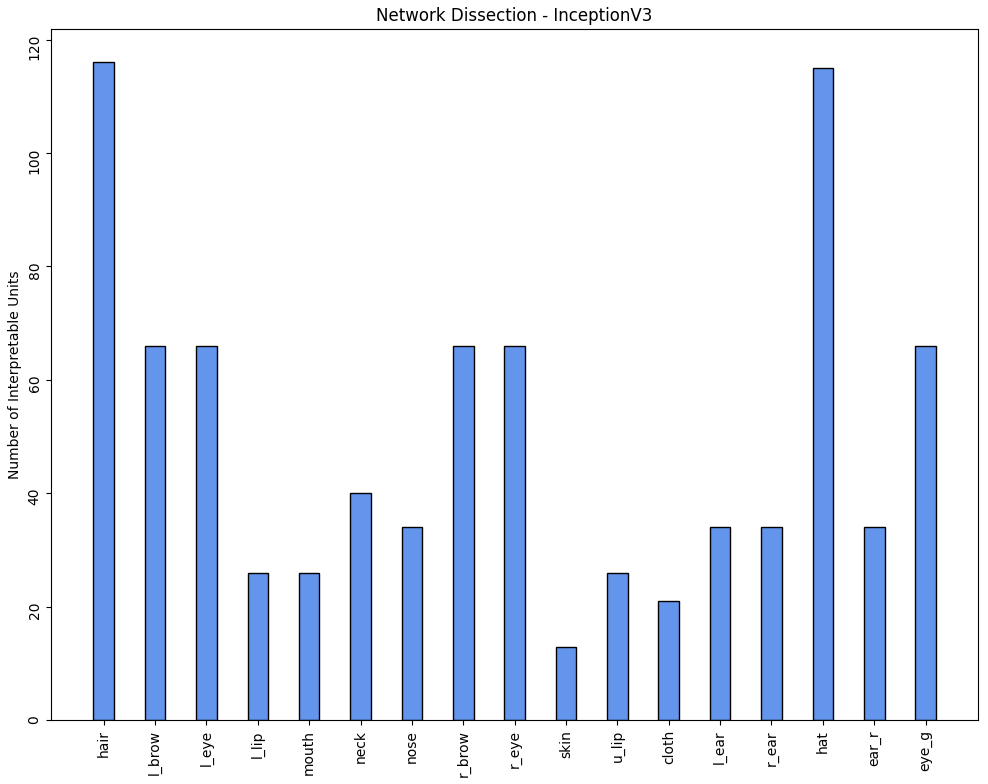 Network Dissection - InceptionV3
Number of Interpretable Units
120
100
80
60
40
20
0
hair
l_brow
l_eye
l_lip
mouth
neck
nose
r_brow
r_eye
skin
u_lip
cloth
l_ear
r_ear
hat
ear_r
eye_g